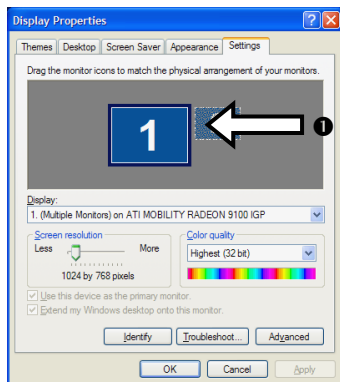 Display Properties
Themes Desktop Screen Saver Appearance Settings
Drag the monitor icons to match the physical arrangement of your monitors.
1
❶
Display:
1. (Multiple Monitors) on ATI MOBILITY RADEON 9100 IGP
Screen resolution
Less More
1024 by 768 pixels
Color quality
Highest (32 bit)
Use this device as the primary monitor.
Extend my Windows desktop onto this monitor.
Identify Troubleshoot... Advanced
OK Cancel Apply